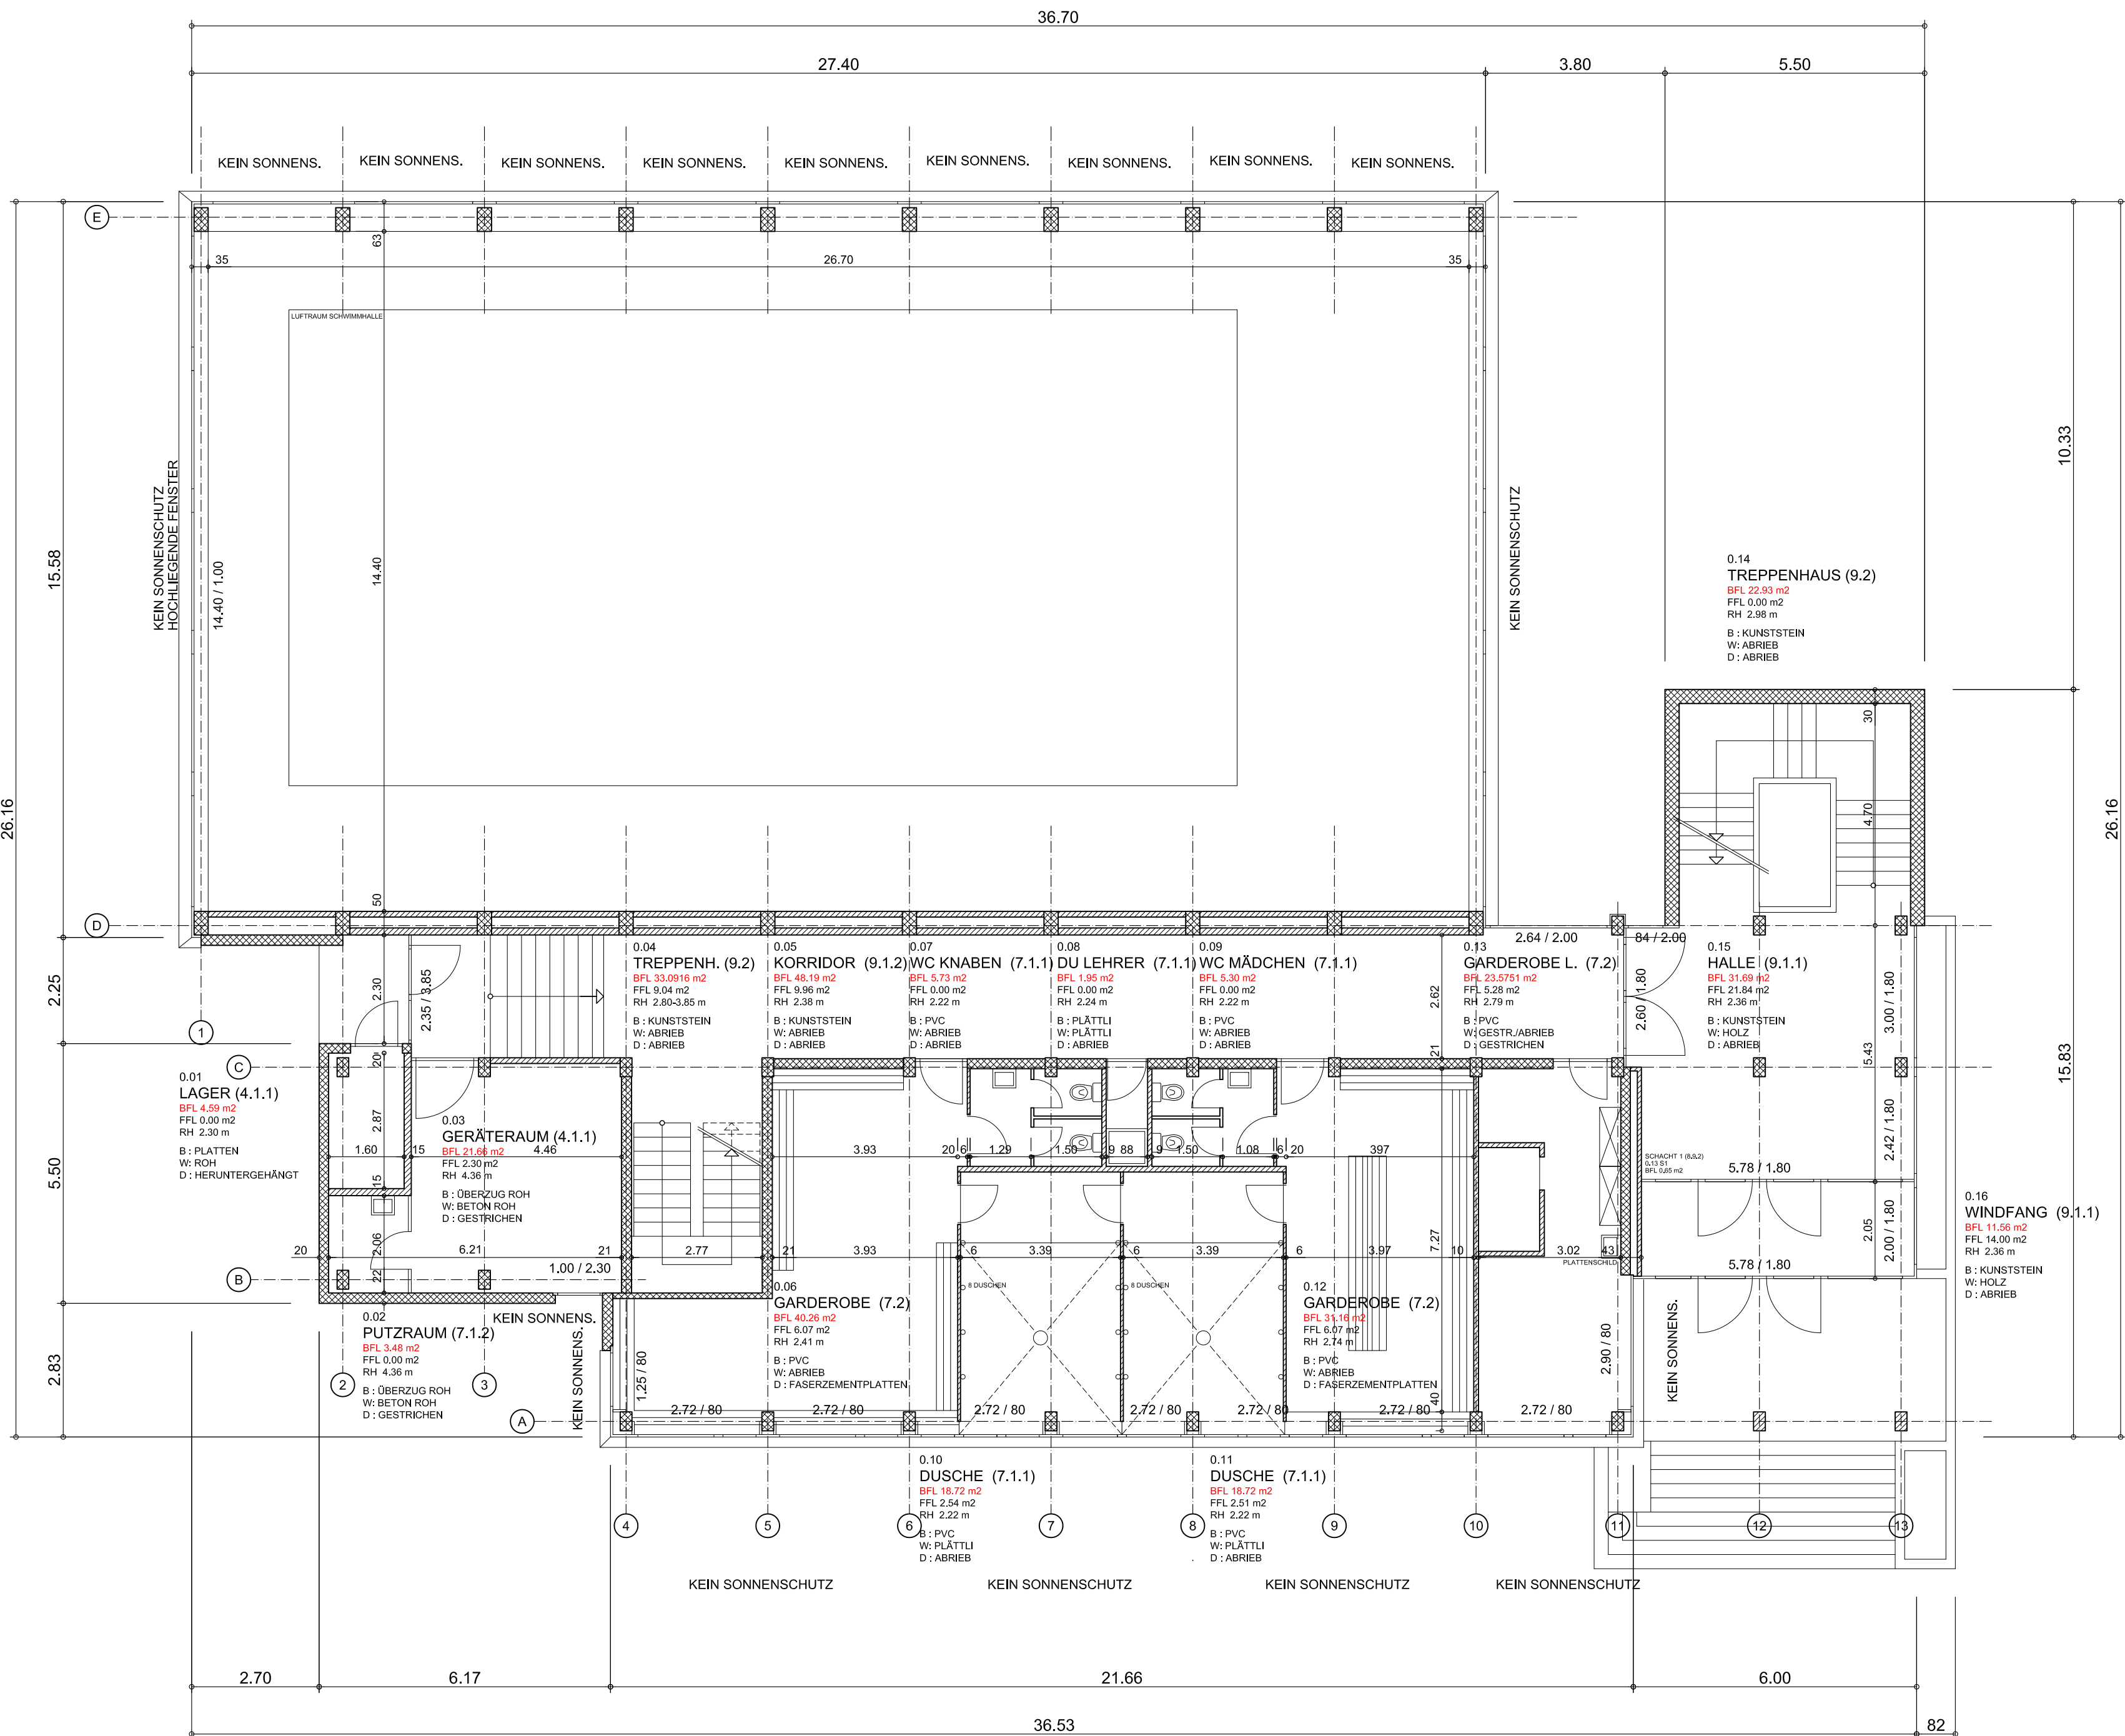 36.70
27.40
3.80
5.50
KEIN SONNENS.
KEIN SONNENS.
KEIN SONNENS.
KEIN SONNENS.
KEIN SONNENS.
KEIN SONNENS.
KEIN SONNENS.
KEIN SONNENS.
KEIN SONNENS.
E
63
35
26.70
35
LUFTRAUM SCHWIMMHALLE
KEIN SONNENSCHUTZ
HOCHLIEGENDE FENSTER
14.40 / 1.00
14.40
KEIN SONNENSCHUTZ
15.58
26.16
10.33
26.16
0.14
TREPPENHAUS (9.2)
BFL 22.93 m2
FFL 0.00 m2
RH 2.98 m
B : KUNSTSTEIN
W: ABRIEB
D : ABRIEB
30
4.70
50
D
2.25
2.30
2.35 / 3.85
0.04
TREPPENH. (9.2)
BFL 33.0916 m2
FFL 9.04 m2
RH 2.80-3.85 m
B : KUNSTSTEIN
W: ABRIEB
D : ABRIEB
0.05
KORRIDOR (9.1.2)
BFL 48.19 m2
FFL 9.96 m2
RH 2.38 m
B : KUNSTSTEIN
W: ABRIEB
D : ABRIEB
0.07
WC KNABEN (7.1.1)
BFL 5.73 m2
FFL 0.00 m2
RH 2.22 m
B : PVC
W: ABRIEB
D : ABRIEB
0.08
DU LEHRER (7.1.1)
BFL 1.95 m2
FFL 0.00 m2
RH 2.24 m
B : PLÄTTLI
W: PLÄTTLI
D : ABRIEB
0.09
WC MÄDCHEN (7.1.1)
BFL 5.30 m2
FFL 0.00 m2
RH 2.22 m
B : PVC
W: ABRIEB
D : ABRIEB
2.62
21
0.13
GARDEROBE L. (7.2)
BFL 23.5751 m2
FFL 5.28 m2
RH 2.79 m
B : PVC
W: GESTR./ABRIEB
D : GESTRICHEN
2.64 / 2.00
84 / 2.00
2.60 / 1.80
0.15
HALLE (9.1.1)
BFL 31.69 m2
FFL 21.84 m2
RH 2.36 m
B : KUNSTSTEIN
W: HOLZ
D : ABRIEB
3.00 / 1.80
5.43
15.83
1
C
0.01
LAGER (4.1.1)
BFL 4.59 m2
FFL 0.00 m2
RH 2.30 m
B : PLATTEN
W: ROH
D : HERUNTERGEHÄNGT
20
2.87
1.60
15
15
0.03
GERÄTERAUM (4.1.1)
BFL 21.66 m2
FFL 2.30 m2
RH 4.36 m
B : ÜBERZUG ROH
W: BETON ROH
D : GESTRICHEN
4.46
3.93
20
6
1.29
1.50
9
88
9
1.50
1.08
6
20
397
SCHACHT 1 (8.9.2)
0.13 S1
BFL 0.65 m2
5.78 / 1.80
2.42 / 1.80
5.50
20
2.06
6.21
21
22
1.00 / 2.30
2.77
21
3.93
6
3.39
6
3.39
6
3.97
7.27
10
3.02
43
PLATTENSCHILD
5.78 / 1.80
2.05
2.00 / 1.80
B
8 DUSCHEN
8 DUSCHEN
0.16
WINDFANG (9.1.1)
BFL 11.56 m2
FFL 14.00 m2
RH 2.36 m
B : KUNSTSTEIN
W: HOLZ
D : ABRIEB
0.02
PUTZRAUM (7.1.2)
BFL 3.48 m2
FFL 0.00 m2
RH 4.36 m
B : ÜBERZUG ROH
W: BETON ROH
D : GESTRICHEN
KEIN SONNENS.
KEIN SONNENS.
0.06
GARDEROBE (7.2)
BFL 40.26 m2
FFL 6.07 m2
RH 2.41 m
B : PVC
W: ABRIEB
D : FASERZEMENTPLATTEN
0.12
GARDEROBE (7.2)
BFL 31.16 m2
FFL 6.07 m2
RH 2.74 m
B : PVC
W: ABRIEB
D : FASERZEMENTPLATTEN
2.83
2
3
A
1.25 / 80
2.72 / 80
2.72 / 80
2.72 / 80
2.72 / 80
2.72 / 80
2.72 / 80
40
2.72 / 80
2.90 / 80
KEIN SONNENS.
0.10
DUSCHE (7.1.1)
BFL 18.72 m2
FFL 2.54 m2
RH 2.22 m
B : PVC
W: PLÄTTLI
D : ABRIEB
0.11
DUSCHE (7.1.1)
BFL 18.72 m2
FFL 2.51 m2
RH 2.22 m
B : PVC
W: PLÄTTLI
D : ABRIEB
4
5
6
7
8
9
10
11
12
13
KEIN SONNENSCHUTZ
KEIN SONNENSCHUTZ
KEIN SONNENSCHUTZ
KEIN SONNENSCHUTZ
2.70
6.17
21.66
6.00
36.53
82